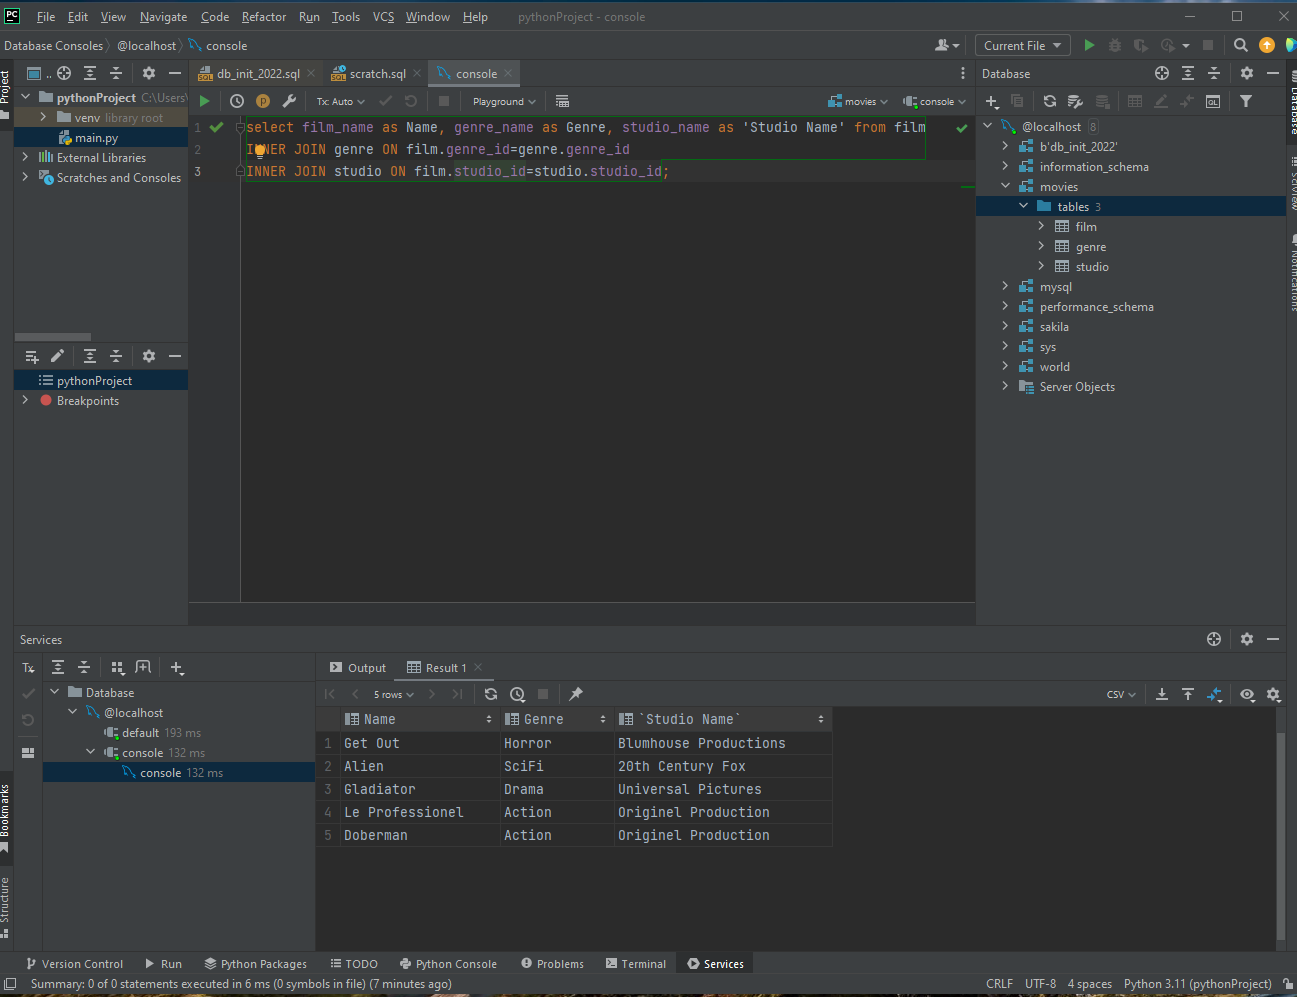 PC File Edit View Navigate Code Refactor Run Tools VCS Window Help pythonProject - console
Database Consoles @localhost console Current File
Project
db_init_2022.sql scratch.sql console
Database
pythonProject C:\Users\
venv library root
main.py
External Libraries
Scratches and Consoles
Tx: Auto Playground movies console
1 select film_name as Name, genre_name as Genre, studio_name as 'Studio Name' from film
2 INNER JOIN genre ON film.genre_id=genre.genre_id
3 INNER JOIN studio ON film.studio_id=studio.studio_id;
@localhost 8
b'db_init_2022'
information_schema
movies
tables 3
film
genre
studio
mysql
performance_schema
sakila
sys
world
Server Objects
Database
SciView
Notifications
pythonProject
Breakpoints
Services
Tx
Database
@localhost
default 193 ms
console 132 ms
console 132 ms
Output Result 1
5 rows CSV
Name Genre `Studio Name`
1 Get Out Horror Blumhouse Productions
2 Alien SciFi 20th Century Fox
3 Gladiator Drama Universal Pictures
4 Le Professionel Action Originel Production
5 Doberman Action Originel Production
Bookmarks
Structure
Version Control Run Python Packages TODO Python Console Problems Terminal Services
Summary: 0 of 0 statements executed in 6 ms (0 symbols in file) (7 minutes ago) CRLF UTF-8 4 spaces Python 3.11 (pythonProject)